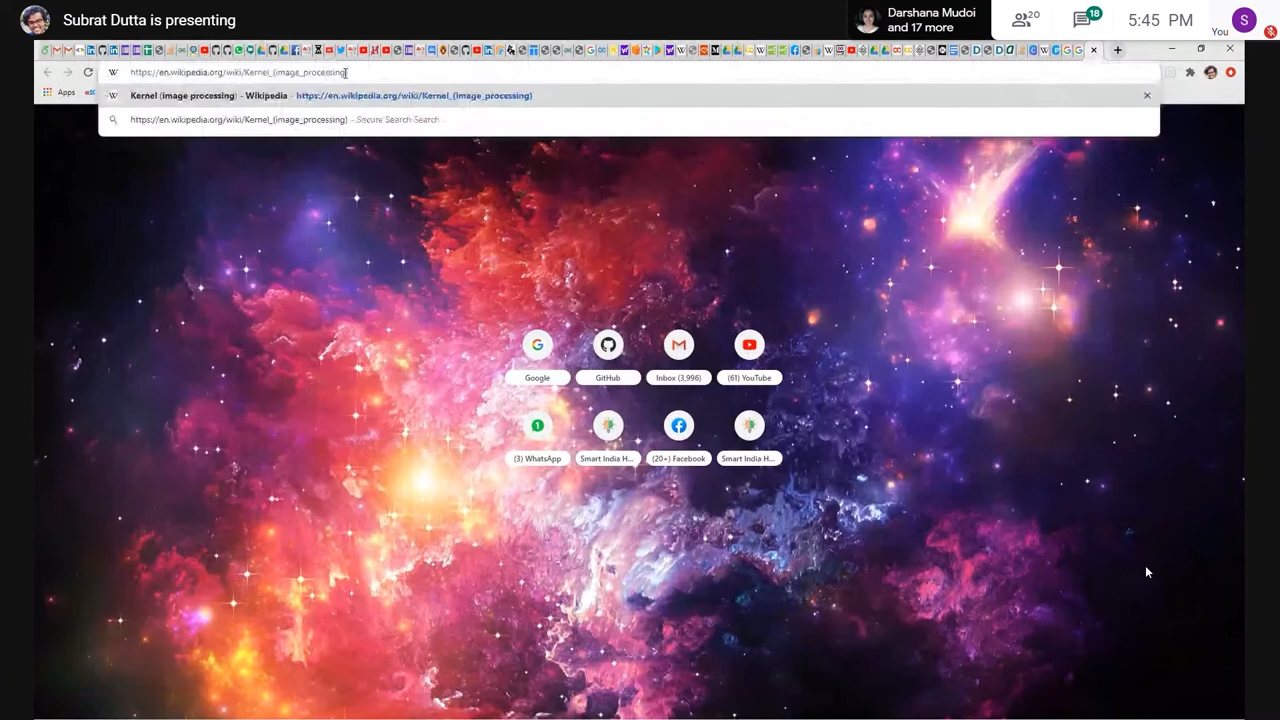 Subrat Dutta is presenting
Darshana Mudoi
and 17 more
20
18
5:45 PM
S
You
https://en.wikipedia.org/wiki/Kernel_(image_processing)
Apps
Kernel (image processing) - Wikipedia - https://en.wikipedia.org/wiki/Kernel_(image_processing)
https://en.wikipedia.org/wiki/Kernel_(image_processing) - Secure Search Search
Google
GitHub
Inbox (3,996)
(61) YouTube
1
(3) WhatsApp
Smart India H...
(20+) Facebook
Smart India H...